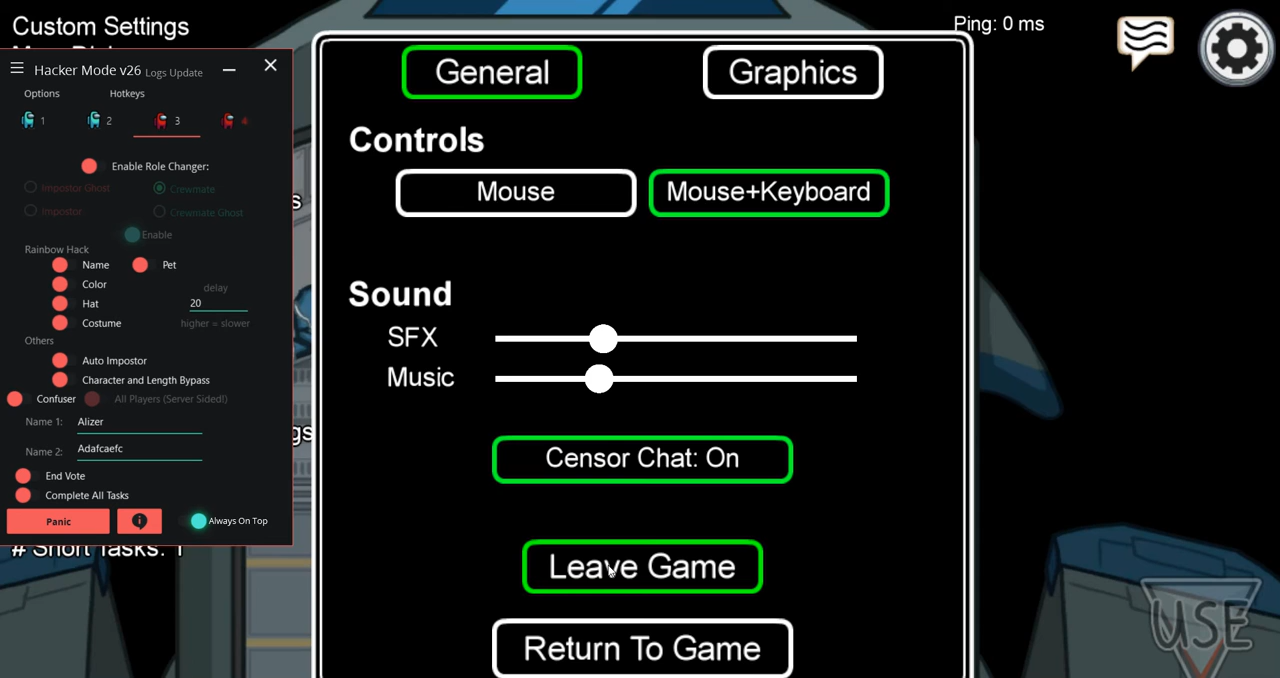 Custom Settings
Ping: 0 ms
Hacker Mode v26 Logs Update
Options Hotkeys
1 2 3 4
Enable Role Changer:
Impostor Ghost Crewmate
Impostor Crewmate Ghost
Enable
Rainbow Hack
Name Pet
Color delay
Hat 20
Costume higher = slower
Others
Auto Impostor
Character and Length Bypass
Confuser All Players (Server Sided!)
Name 1: Alizer
Name 2: Adafcaefc
End Vote
Complete All Tasks
Panic Always On Top
# Short Tasks: 1
General Graphics
Controls
Mouse Mouse+Keyboard
Sound
SFX
Music
Censor Chat: On
Leave Game
Return To Game
USE